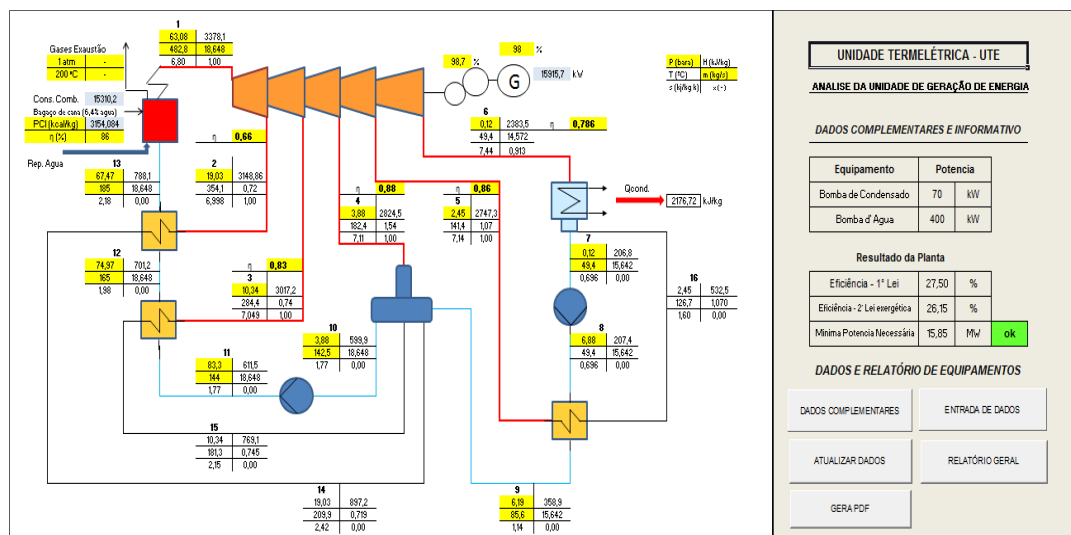 1
63,08 3378,1
482,8 18,648
6,80 1,00
Gases Exaustão
1 atm -
200 ºC -
Cons. Comb. 15310,2
Bagaço de cana (6,4% agua)
PCI (kcal/kg) 3154,084
η (%) 86
Rep. Agua
98,7 %
98 %
G
15915,7 kW
P (bara) H (kJ/kg)
T (ºC) m (kg/s)
s (kj/kg k) x (-)
6
0,12 2383,5
49,4 14,572
7,44 0,913
η 0,786
η 0,66
13
67,47 788,1
185 18,648
2,18 0,00
2
19,03 3148,86
354,1 0,72
6,998 1,00
η 0,88
4
3,88 2824,5
182,4 1,54
7,11 1,00
η 0,86
5
2,45 2747,3
141,4 1,07
7,14 1,00
Qcond.
2176,72 kJ/kg
7
0,12 206,8
49,4 15,642
0,696 0,00
12
74,97 701,2
165 18,648
1,98 0,00
η 0,83
3
10,34 3017,2
284,4 0,74
7,049 1,00
16
2,45 532,5
126,7 1,070
1,60 0,00
10
3,88 599,9
142,5 18,648
1,77 0,00
8
6,88 207,4
49,4 15,642
0,696 0,00
11
83,3 611,5
144 18,648
1,77 0,00
15
10,34 769,1
181,3 0,745
2,15 0,00
14
19,03 897,2
209,9 0,719
2,42 0,00
9
6,19 358,9
85,6 15,642
1,14 0,00
UNIDADE TERMELÉTRICA - UTE
ANALISE DA UNIDADE DE GERAÇÃO DE ENERGIA
DADOS COMPLEMENTARES E INFORMATIVO
Equipamento Potencia
Bomba de Condensado 70 kW
Bomba d' Agua 400 kW
Resultado da Planta
Eficiência - 1ª Lei 27,50 %
Eficiência - 2ª Lei exergética 26,15 %
Minima Potencia Necessária 15,85 MW ok
DADOS E RELATÓRIO DE EQUIPAMENTOS
DADOS COMPLEMENTARES ENTRADA DE DADOS
ATUALIZAR DADOS RELATÓRIO GERAL
GERA PDF